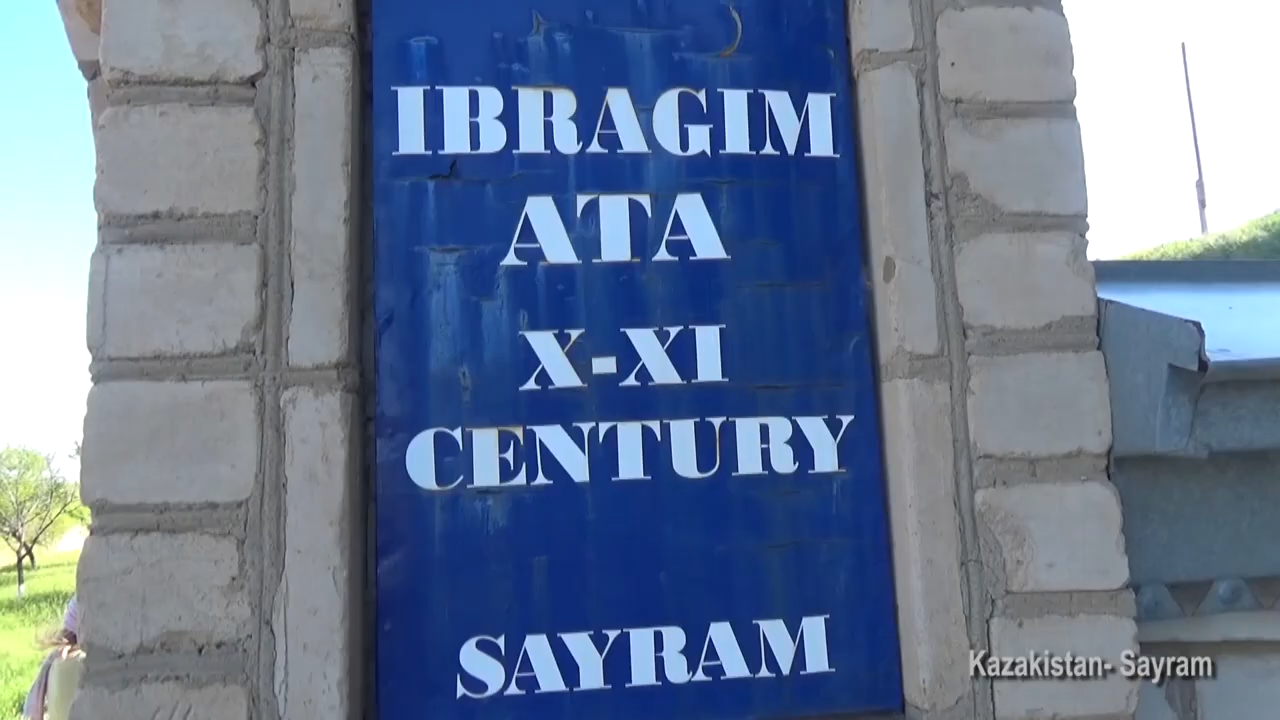 IBRAGIM
ATA
X-XI
CENTURY
SAYRAM
Kazakistan- Sayram